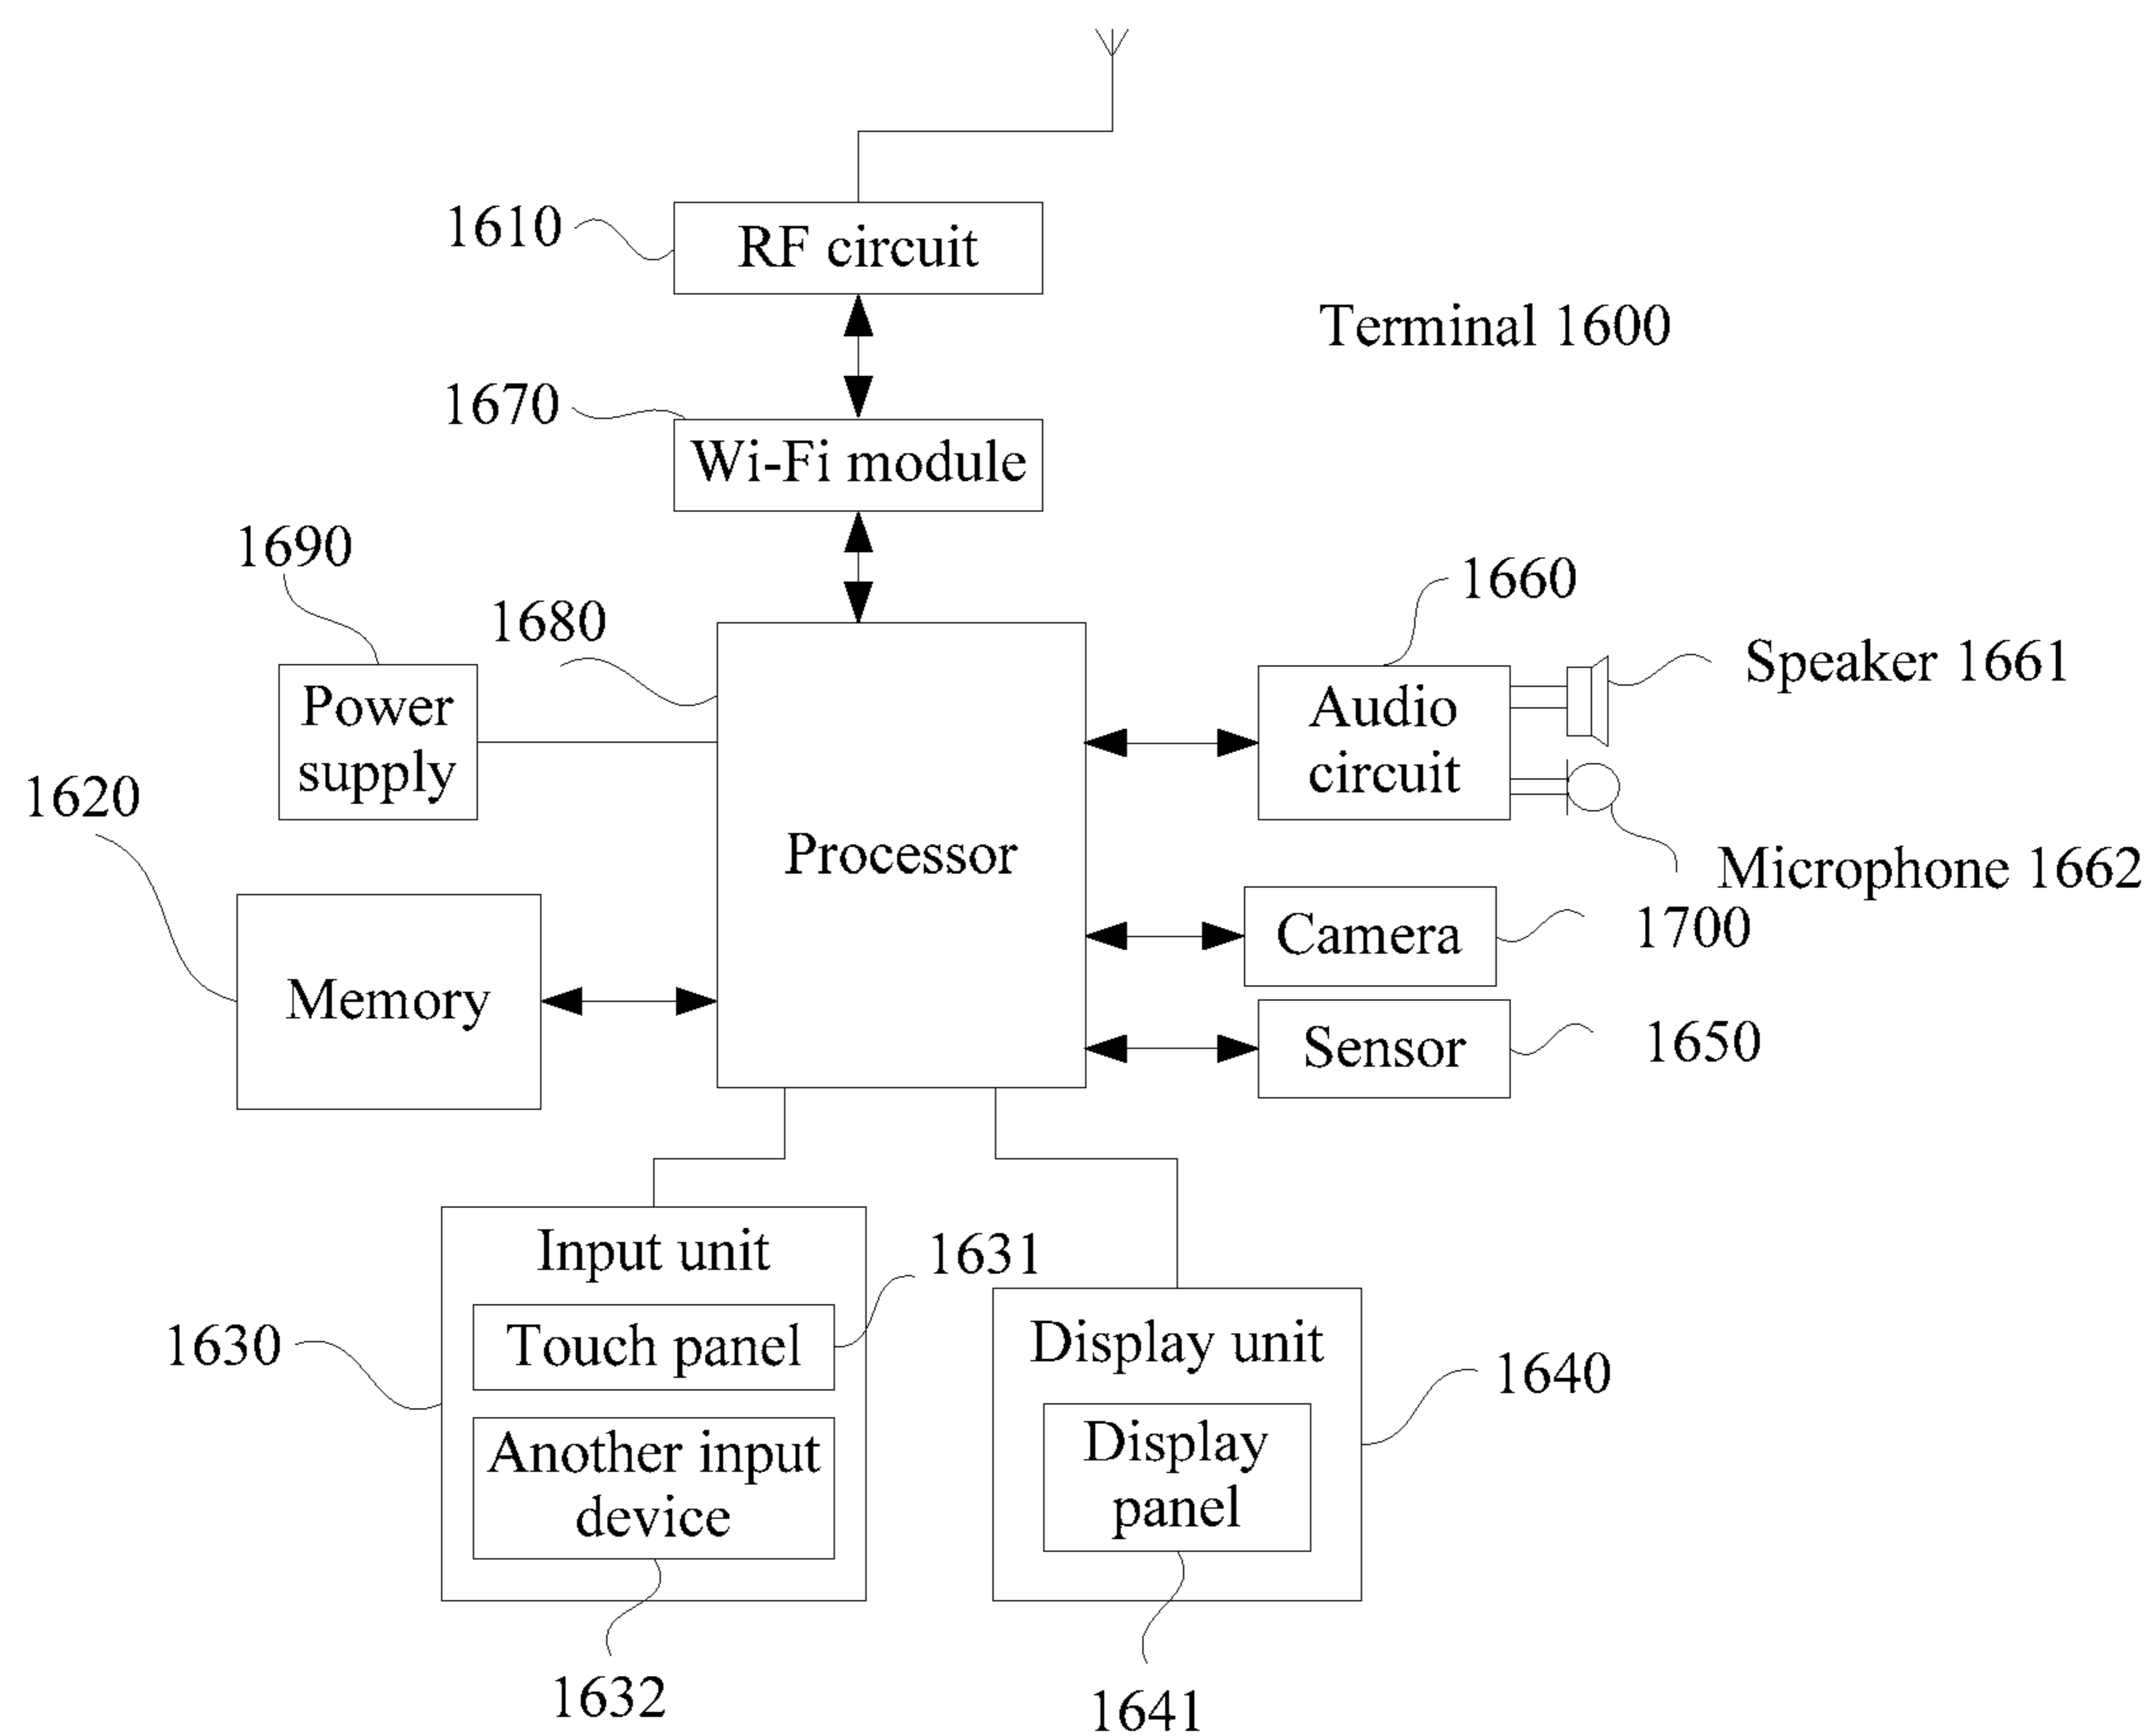 1610
RF circuit
Terminal 1600
1670
Wi-Fi module
1690
1680
1660
Power
supply
Audio
circuit
Speaker 1661
1620
Processor
Microphone 1662
Memory
Camera
1700
Sensor
1650
Input unit
1631
1630
Touch panel
Another input
device
1632
Display unit
1640
Display
panel
1641